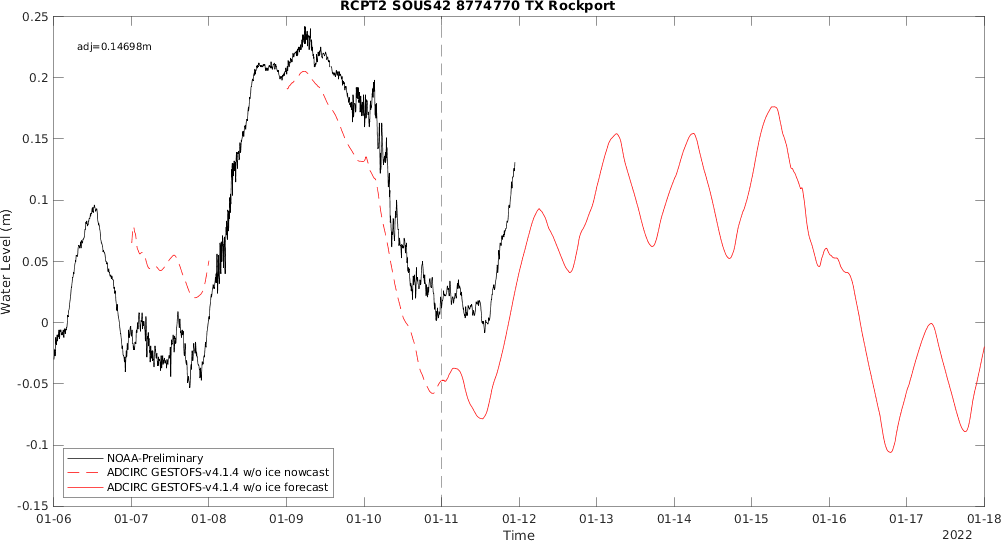 RCPT2 SOUS42 8774770 TX Rockport
adj=0.14698m
Water Level (m)
0.25
0.2
0.15
0.1
0.05
0
-0.05
-0.1
-0.15
NOAA-Preliminary
ADCIRC GESTOFS-v4.1.4 w/o ice nowcast
ADCIRC GESTOFS-v4.1.4 w/o ice forecast
01-06 01-07 01-08 01-09 01-10 01-11 01-12 01-13 01-14 01-15 01-16 01-17 01-18
Time
2022